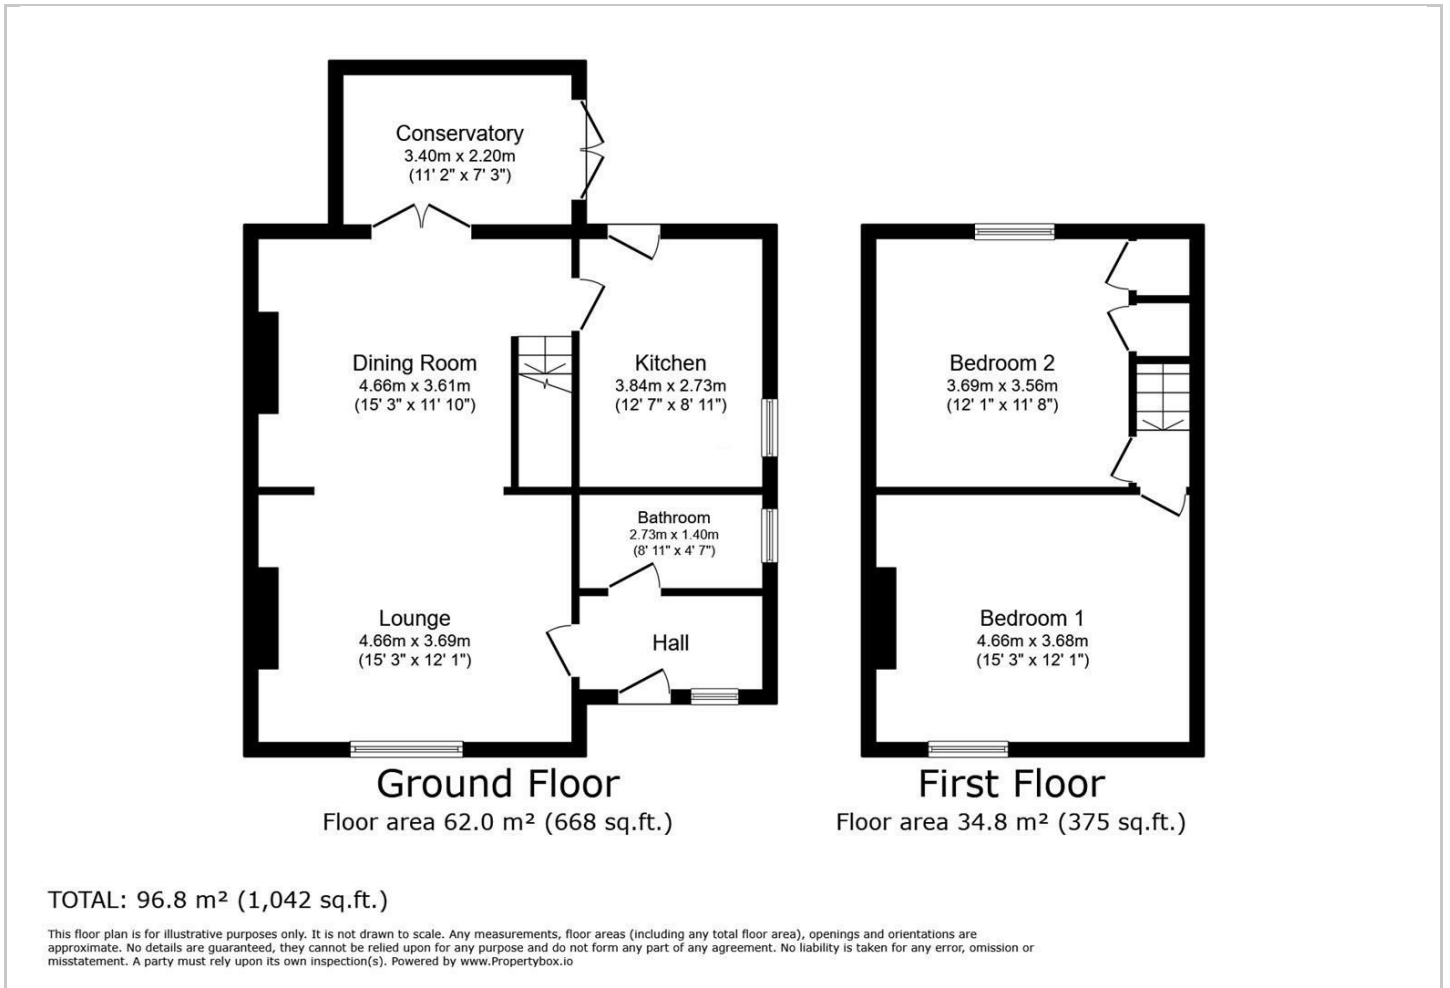 Conservatory
3.40m x 2.20m
(11' 2" x 7' 3")
Dining Room
4.66m x 3.61m
(15' 3" x 11' 10")
Kitchen
3.84m x 2.73m
(12' 7" x 8' 11")
Bathroom
2.73m x 1.40m
(8' 11" x 4' 7")
Lounge
4.66m x 3.69m
(15' 3" x 12' 1")
Hall
Ground Floor
Floor area 62.0 m² (668 sq.ft.)
Bedroom 2
3.69m x 3.56m
(12' 1" x 11' 8")
Bedroom 1
4.66m x 3.68m
(15' 3" x 12' 1")
First Floor
Floor area 34.8 m² (375 sq.ft.)
TOTAL: 96.8 m² (1,042 sq.ft.)
This floor plan is for illustrative purposes only. It is not drawn to scale. Any measurements, floor areas (including any total floor area), openings and orientations are
approximate. No details are guaranteed, they cannot be relied upon for any purpose and do not form any part of any agreement. No liability is taken for any error, omission or
misstatement. A party must rely upon its own inspection(s). Powered by www.Propertybox.io